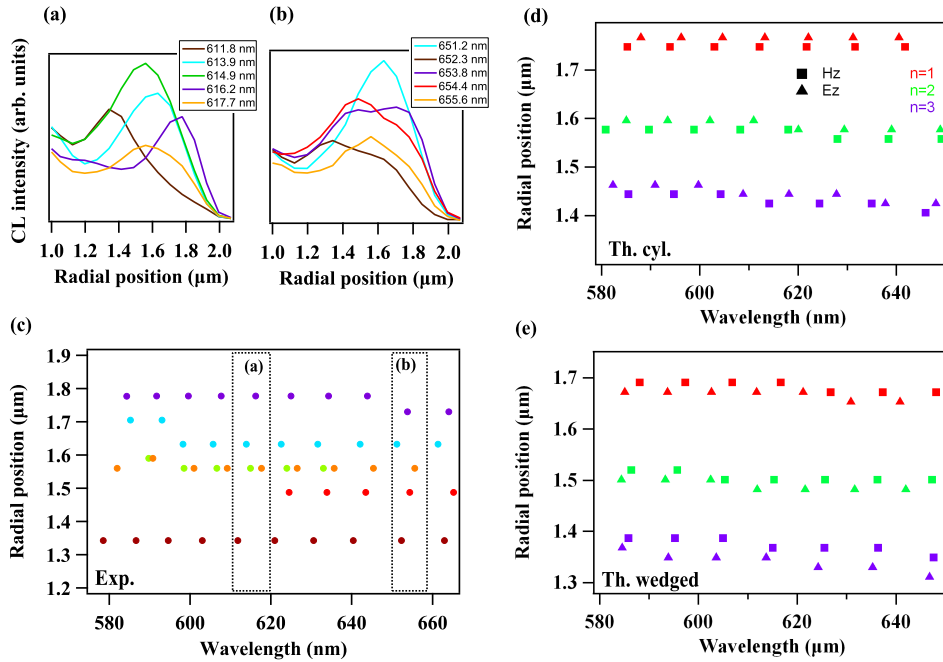 (a)
CL intensity (arb. units)
611.8 nm
613.9 nm
614.9 nm
616.2 nm
617.7 nm
1.0 1.2 1.4 1.6 1.8 2.0
Radial position (µm)
(b)
651.2 nm
652.3 nm
653.8 nm
654.4 nm
655.6 nm
1.0 1.2 1.4 1.6 1.8 2.0
Radial position (µm)
(c)
Radial position (µm)
1.9
1.8
1.7
1.6
1.5
1.4
1.3
1.2
(a)
(b)
Exp.
580 600 620 640 660
Wavelength (nm)
(d)
Radial position (µm)
1.7
1.6
1.5
1.4
Hz
Ez
n=1
n=2
n=3
Th. cyl.
580 600 620 640
Wavelength (nm)
(e)
Radial position (µm)
1.7
1.6
1.5
1.4
1.3
Th. wedged
580 600 620 640
Wavelength (µm)